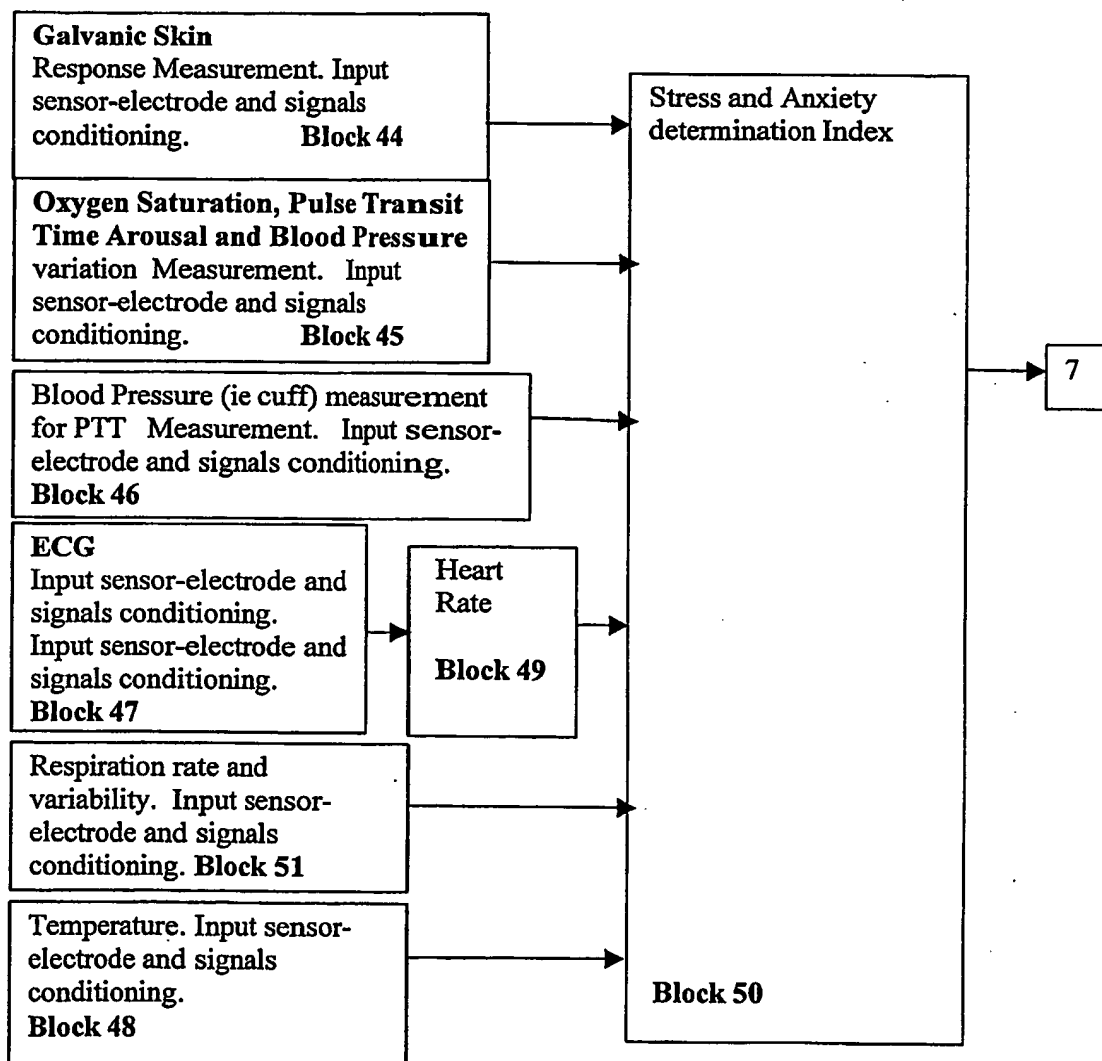 Galvanic Skin
Response Measurement. Input
sensor-electrode and signals
conditioning. Block 44
Oxygen Saturation, Pulse Transit
Time Arousal and Blood Pressure
variation Measurement. Input
sensor-electrode and signals
conditioning. Block 45
Blood Pressure (ie cuff) measurement
for PTT Measurement. Input sensor-
electrode and signals conditioning.
Block 46
ECG
Input sensor-electrode and
signals conditioning.
Input sensor-electrode and
signals conditioning.
Block 47
Heart
Rate
Block 49
Respiration rate and
variability. Input sensor-
electrode and signals
conditioning. Block 51
Temperature. Input sensor-
electrode and signals
conditioning.
Block 48
Stress and Anxiety
determination Index
Block 50
7